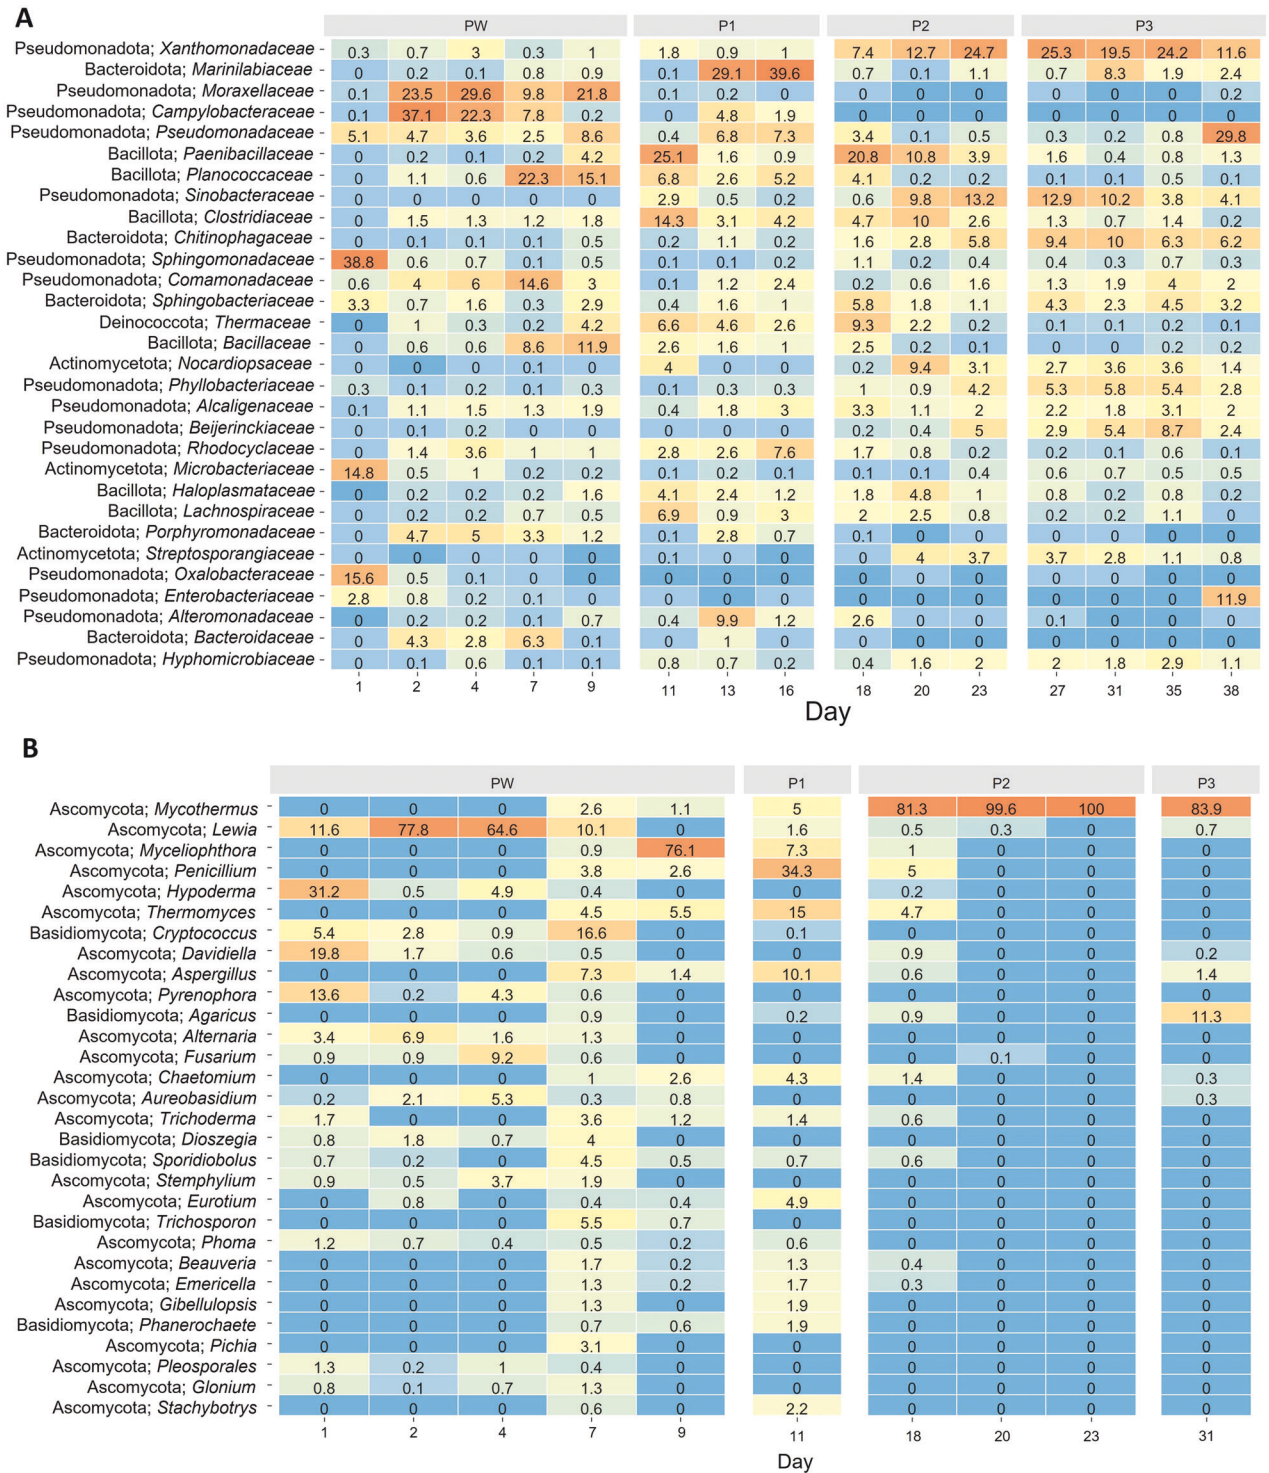 A
PW P1 P2 P3
Pseudomonadota; Xanthomonadaceae 0.3 0.7 3 0.3 1 1.8 0.9 1 7.4 12.7 24.7 25.3 19.5 24.2 11.6
Bacteroidota; Marinilabiaceae 0 0.2 0.1 0.8 0.9 0.1 29.1 39.6 0.7 0.1 1.1 0.7 8.3 1.9 2.4
Pseudomonadota; Moraxellaceae 0.1 23.5 29.6 9.8 21.8 0.1 0.2 0 0 0 0 0 0 0 0.2
Pseudomonadota; Campylobacteraceae 0.1 37.1 22.3 7.8 0.2 0 4.8 1.9 0 0 0 0 0 0 0
Pseudomonadota; Pseudomonadaceae 5.1 4.7 3.6 2.5 8.6 0.4 6.8 7.3 3.4 0.1 0.5 0.3 0.2 0.8 29.8
Bacillota; Paenibacillaceae 0 0.2 0.1 0.2 4.2 25.1 1.6 0.9 20.8 10.8 3.9 1.6 0.4 0.8 1.3
Bacillota; Planococcaceae 0 1.1 0.6 22.3 15.1 6.8 2.6 5.2 4.1 0.2 0.2 0.1 0.1 0.5 0.1
Pseudomonadota; Sinobacteraceae 0 0 0 0 0 2.9 0.5 0.2 0.6 9.8 13.2 12.9 10.2 3.8 4.1
Bacillota; Clostridiaceae 0 1.5 1.3 1.2 1.8 14.3 3.1 4.2 4.7 10 2.6 1.3 0.7 1.4 0.2
Bacteroidota; Chitinophagaceae 0 0.1 0.1 0.1 0.5 0.2 1.1 0.2 1.6 2.8 5.8 9.4 10 6.3 6.2
Pseudomonadota; Sphingomonadaceae 38.8 0.6 0.7 0.1 0.5 0.1 0.1 0.2 1.1 0.2 0.4 0.4 0.3 0.7 0.3
Pseudomonadota; Comamonadaceae 0.6 4 6 14.6 3 0.1 1.2 2.4 0.2 0.6 1.6 1.3 1.9 4 2
Bacteroidota; Sphingobacteriaceae 3.3 0.7 1.6 0.3 2.9 0.4 1.6 1 5.8 1.8 1.1 4.3 2.3 4.5 3.2
Deinococcota; Thermaceae 0 1 0.3 0.2 4.2 6.6 4.6 2.6 9.3 2.2 0.2 0.1 0.1 0.2 0.1
Bacillota; Bacillaceae 0 0.6 0.6 8.6 11.9 2.6 1.6 1 2.5 0.2 0.1 0 0 0.2 0.2
Actinomycetota; Nocardiopsaceae 0 0 0 0.1 0 4 0 0 0.2 9.4 3.1 2.7 3.6 3.6 1.4
Pseudomonadota; Phyllobacteriaceae 0.3 0.1 0.2 0.1 0.3 0.1 0.3 0.3 1 0.9 4.2 5.3 5.8 5.4 2.8
Pseudomonadota; Alcaligenaceae 0.1 1.1 1.5 1.3 1.9 0.4 1.8 3 3.3 1.1 2 2.2 1.8 3.1 2
Pseudomonadota; Beijerinckiaceae 0 0.1 0.2 0 0 0 0 0 0.2 0.4 5 2.9 5.4 8.7 2.4
Pseudomonadota; Rhodocyclaceae 0 1.4 3.6 1 1 2.8 2.6 7.6 1.7 0.8 0.2 0.2 0.1 0.6 0.1
Actinomycetota; Microbacteriaceae 14.8 0.5 1 0.2 0.2 0.1 0.2 0.1 0.1 0.1 0.4 0.6 0.7 0.5 0.5
Bacillota; Haloplasmataceae 0 0.2 0.2 0.2 1.6 4.1 2.4 1.2 1.8 4.8 1 0.8 0.2 0.8 0.2
Bacillota; Lachnospiraceae 0 0.2 0.2 0.7 0.5 6.9 0.9 3 2 2.5 0.8 0.2 0.2 1.1 0
Bacteroidota; Porphyromonadaceae 0 4.7 5 3.3 1.2 0.1 2.8 0.7 0.1 0 0 0 0 0 0
Actinomycetota; Streptosporangiaceae 0 0 0 0 0 0.1 0 0 0 4 3.7 3.7 2.8 1.1 0.8
Pseudomonadota; Oxalobacteraceae 15.6 0.5 0.1 0 0 0 0 0 0 0 0 0 0 0 0
Pseudomonadota; Enterobacteriaceae 2.8 0.8 0.2 0.1 0 0 0 0 0 0 0 0 0 0 11.9
Pseudomonadota; Alteromonadaceae 0 0.2 0.2 0.1 0.7 0.4 9.9 1.2 2.6 0 0 0.1 0 0 0
Bacteroidota; Bacteroidaceae 0 4.3 2.8 6.3 0.1 0 1 0 0 0 0 0 0 0 0
Pseudomonadota; Hyphomicrobiaceae 0 0.1 0.6 0.1 0.1 0.8 0.7 0.2 0.4 1.6 2 2 1.8 2.9 1.1
1 2 4 7 9 11 13 16 18 20 23 27 31 35 38
Day
B
PW P1 P2 P3
Ascomycota; Mycothermus 0 0 0 2.6 1.1 5 81.3 99.6 100 83.9
Ascomycota; Lewia 11.6 77.8 64.6 10.1 0 1.6 0.5 0.3 0 0.7
Ascomycota; Myceliophthora 0 0 0 0.9 76.1 7.3 1 0 0 0
Ascomycota; Penicillium 0 0 0 3.8 2.6 34.3 5 0 0 0
Ascomycota; Hypoderma 31.2 0.5 4.9 0.4 0 0 0.2 0 0 0
Ascomycota; Thermomyces 0 0 0 4.5 5.5 15 4.7 0 0 0
Basidiomycota; Cryptococcus 5.4 2.8 0.9 16.6 0 0.1 0 0 0 0
Ascomycota; Davidiella 19.8 1.7 0.6 0.5 0 0 0.9 0 0 0.2
Ascomycota; Aspergillus 0 0 0 7.3 1.4 10.1 0.6 0 0 1.4
Ascomycota; Pyrenophora 13.6 0.2 4.3 0.6 0 0 0 0 0 0
Basidiomycota; Agaricus 0 0 0 0.9 0 0.2 0.9 0 0 11.3
Ascomycota; Alternaria 3.4 6.9 1.6 1.3 0 0 0 0 0 0
Ascomycota; Fusarium 0.9 0.9 9.2 0.6 0 0 0 0.1 0 0
Ascomycota; Chaetomium 0 0 0 1 2.6 4.3 1.4 0 0 0.3
Ascomycota; Aureobasidium 0.2 2.1 5.3 0.3 0.8 0 0 0 0 0.3
Ascomycota; Trichoderma 1.7 0 0 3.6 1.2 1.4 0.6 0 0 0
Basidiomycota; Dioszegia 0.8 1.8 0.7 4 0 0 0 0 0 0
Basidiomycota; Sporidiobolus 0.7 0.2 0 4.5 0.5 0.7 0.6 0 0 0
Ascomycota; Stemphylium 0.9 0.5 3.7 1.9 0 0 0 0 0 0
Ascomycota; Eurotium 0 0.8 0 0.4 0.4 4.9 0 0 0 0
Basidiomycota; Trichosporon 0 0 0 5.5 0.7 0 0 0 0 0
Ascomycota; Phoma 1.2 0.7 0.4 0.5 0.2 0.6 0 0 0 0
Ascomycota; Beauveria 0 0 0 1.7 0.2 1.3 0.4 0 0 0
Ascomycota; Emericella 0 0 0 1.3 0.2 1.7 0.3 0 0 0
Ascomycota; Gibellulopsis 0 0 0 1.3 0 1.9 0 0 0 0
Basidiomycota; Phanerochaete 0 0 0 0.7 0.6 1.9 0 0 0 0
Ascomycota; Pichia 0 0 0 3.1 0 0 0 0 0 0
Ascomycota; Pleosporales 1.3 0.2 1 0.4 0 0 0 0 0 0
Ascomycota; Glonium 0.8 0.1 0.7 1.3 0 0 0 0 0 0
Ascomycota; Stachybotrys 0 0 0 0.6 0 2.2 0 0 0 0
1 2 4 7 9 11 18 20 23 31
Day